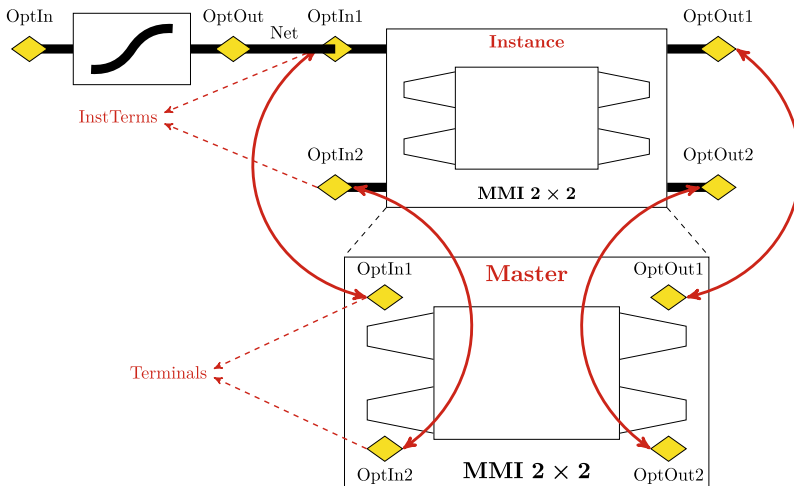 OptIn
OptOut
Net
OptIn1
Instance
OptOut1
InstTerms
OptIn2
OptOut2
MMI 2 × 2
OptIn1
Master
OptOut1
Terminals
OptIn2
MMI 2 × 2
OptOut2